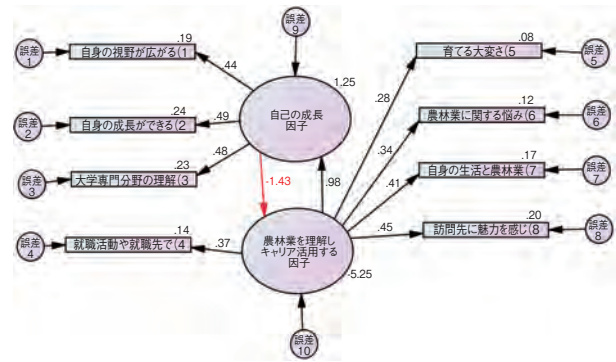 誤差
9
.19
.08
誤差
1
自身の視野が広がる(1
育てる大変さ(5
誤差
5
1.25
.44
.28
.24
自己の成長
因子
.12
誤差
2
自身の成長ができる(2
.49
農林業に関する悩み(6
誤差
6
.34
.23
.48
.17
誤差
3
大学専門分野の理解(3
-1.43
.98
.41
自身の生活と農林業(7
誤差
7
.14
.45
.20
誤差
4
就職活動や就職先で(4
.37
農林業を理解し
キャリア活用する
因子
訪問先に魅力を感じ(8
誤差
8
-5.25
誤差
10